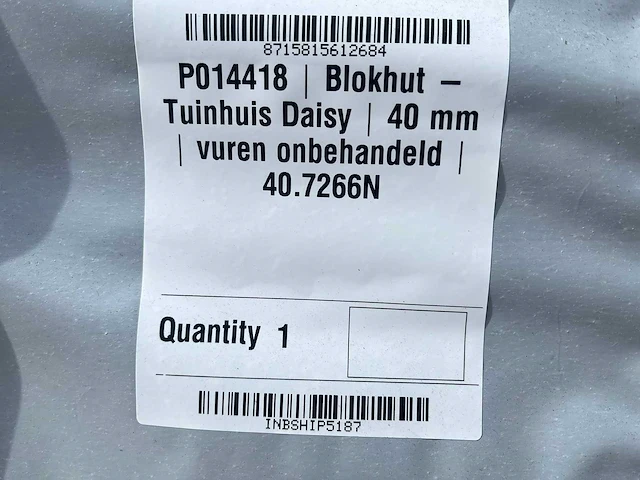 8715815612684
P014418 | Blokhut –
Tuinhuis Daisy | 40 mm
| vuren onbehandeld |
40.7266N
Quantity 1
INBSHIP5187